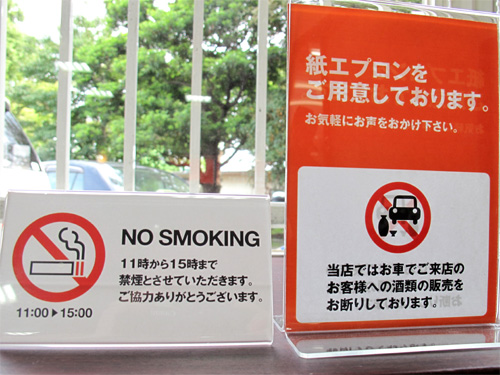 NO SMOKING
11時から15時まで
禁煙とさせていただきます。
ご協力ありがとうございます。
11:00▶15:00
紙エプロンを
ご用意しております。
お気軽にお声をおかけ下さい。
当店ではお車でご来店の
お客様への酒類の販売を
お断りしております。